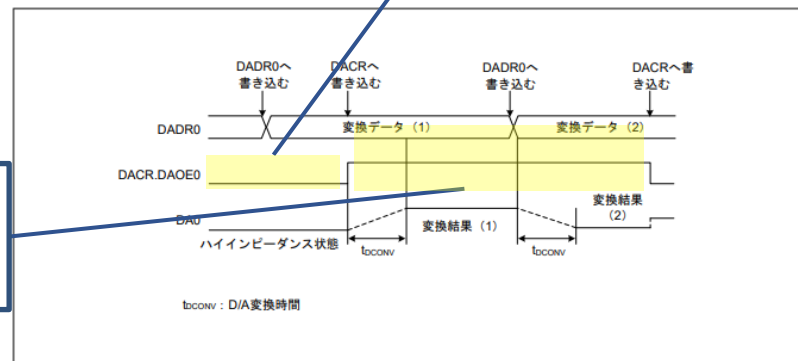 DADR0へ
書き込む
DACRへ
書き込む
DADR0へ
書き込む
DACRへ書
き込む
DADR0
変換データ（1）
変換データ（2）
DACR.DAOE0
DA0
ハイインピーダンス状態
変換結果（1）
変換結果
（2）
tDCONV
tDCONV
tDCONV：D/A変換時間